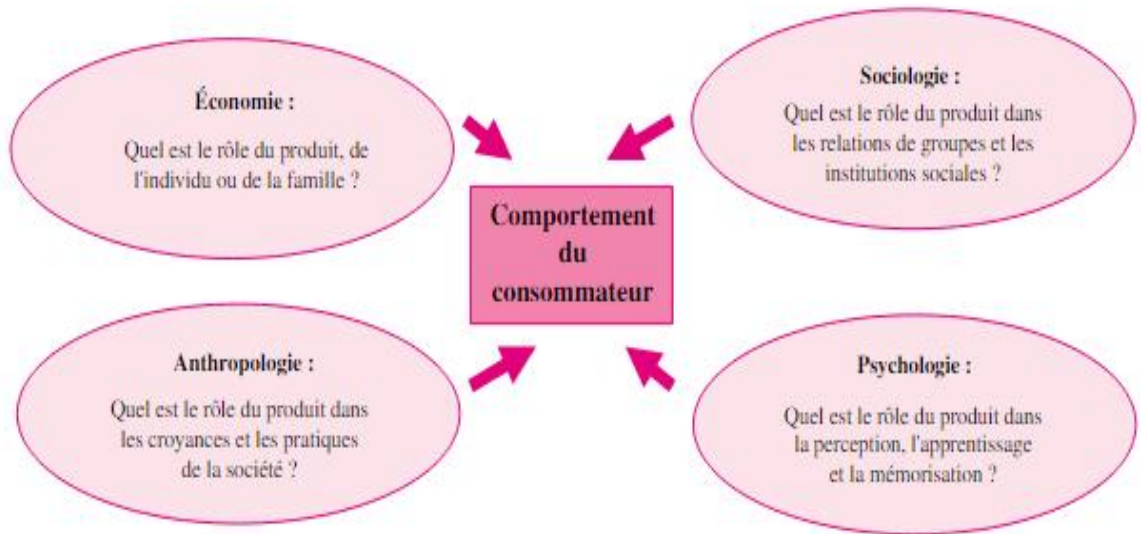 Économie :
Quel est le rôle du produit, de
l'individu ou de la famille ?
Sociologie :
Quel est le rôle du produit dans
les relations de groupes et les
institutions sociales ?
Comportement
du
consommateur
Anthropologie :
Quel est le rôle du produit dans
les croyances et les pratiques
de la société ?
Psychologie :
Quel est le rôle du produit dans
la perception, l'apprentissage
et la mémorisation ?